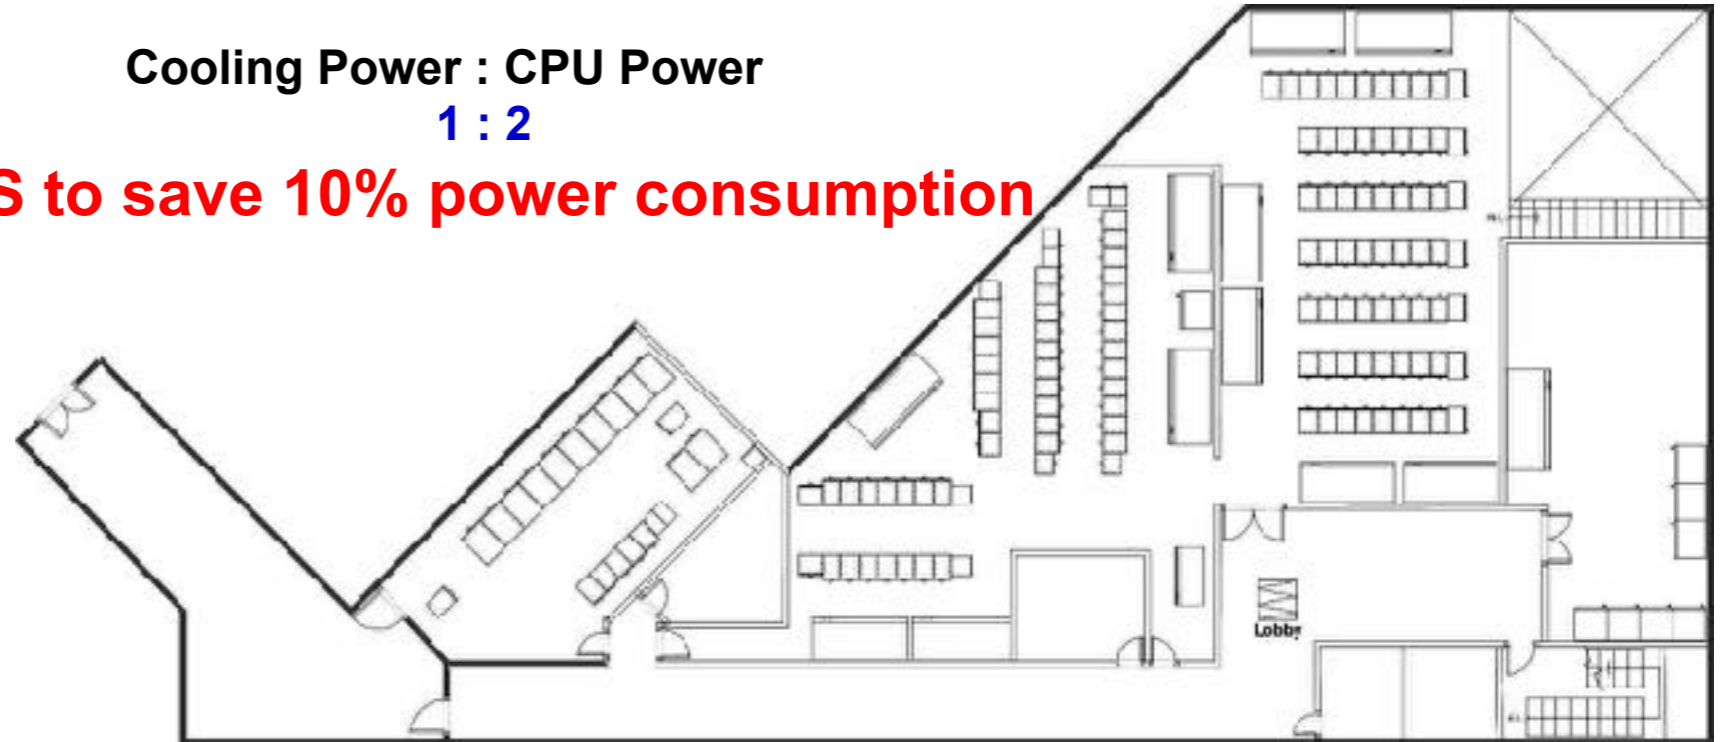 Cooling Power : CPU Power
1 : 2
S to save 10% power consumption
Lobby